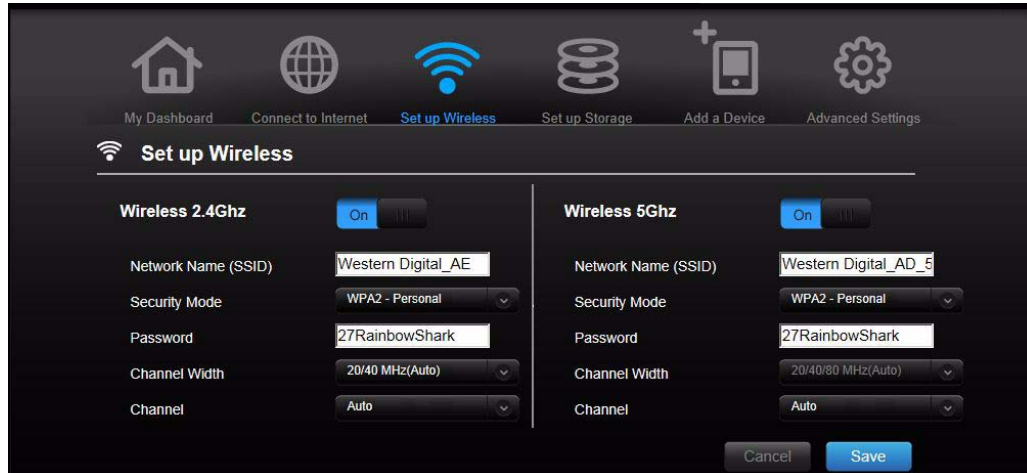 My Dashboard Connect to Internet Set up Wireless Set up Storage Add a Device Advanced Settings
Set up Wireless
Wireless 2.4Ghz On
Network Name (SSID) Western Digital_AE
Security Mode WPA2 - Personal
Password 27RainbowShark
Channel Width 20/40 MHz(Auto)
Channel Auto
Wireless 5Ghz On
Network Name (SSID) Western Digital_AD_5
Security Mode WPA2 - Personal
Password 27RainbowShark
Channel Width 20/40/80 MHz(Auto)
Channel Auto
Cancel Save